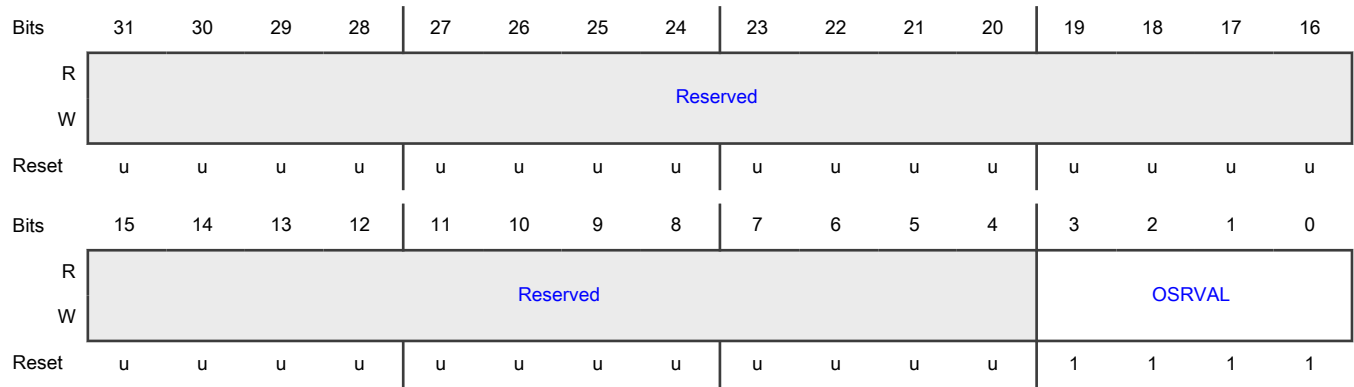 Bits 31 30 29 28 27 26 25 24 23 22 21 20 19 18 17 16
R
Reserved
W
Reset u u u u u u u u u u u u u u u u
Bits 15 14 13 12 11 10 9 8 7 6 5 4 3 2 1 0
R
Reserved OSRVAL
W
Reset u u u u u u u u u u u u 1 1 1 1